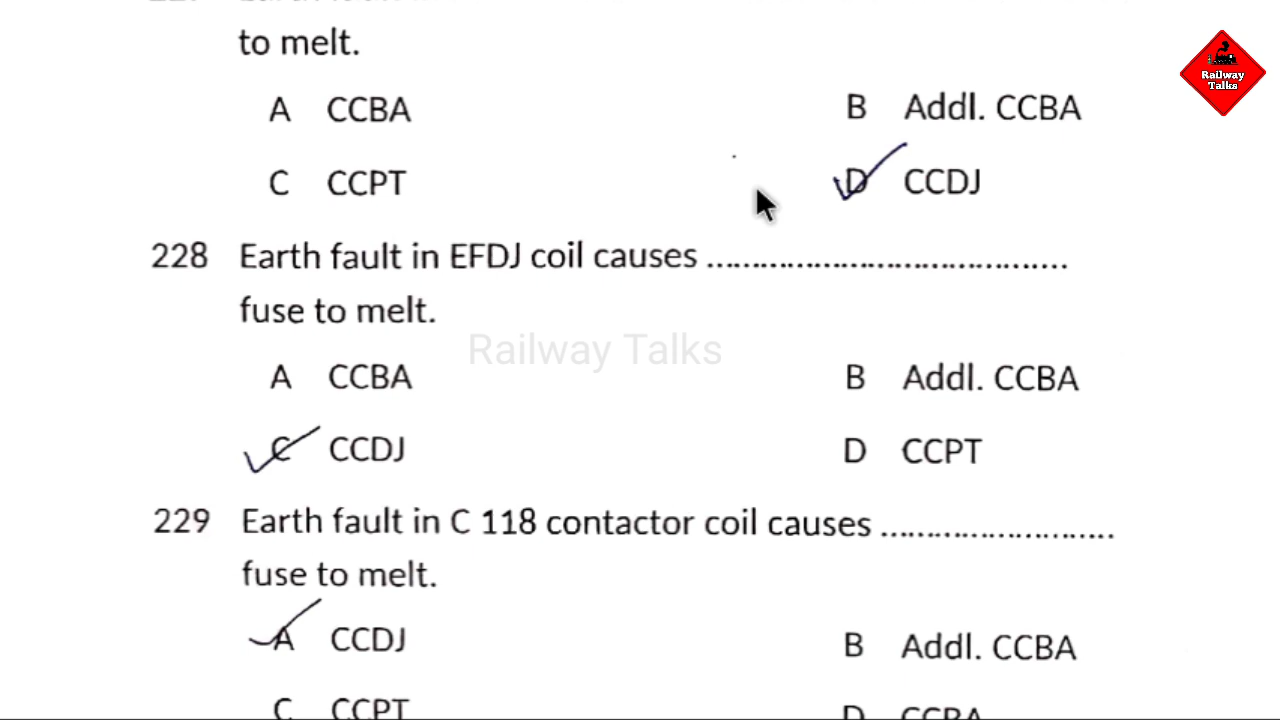 to melt.
A CCBA B Addl. CCBA
C CCPT D CCDJ
228 Earth fault in EFDJ coil causes ..........................................
fuse to melt.
A CCBA B Addl. CCBA
C CCDJ D CCPT
229 Earth fault in C 118 contactor coil causes ...........................
fuse to melt.
A CCDJ B Addl. CCBA
C CCPT D CCBA
Railway Talks
Railway
Talks